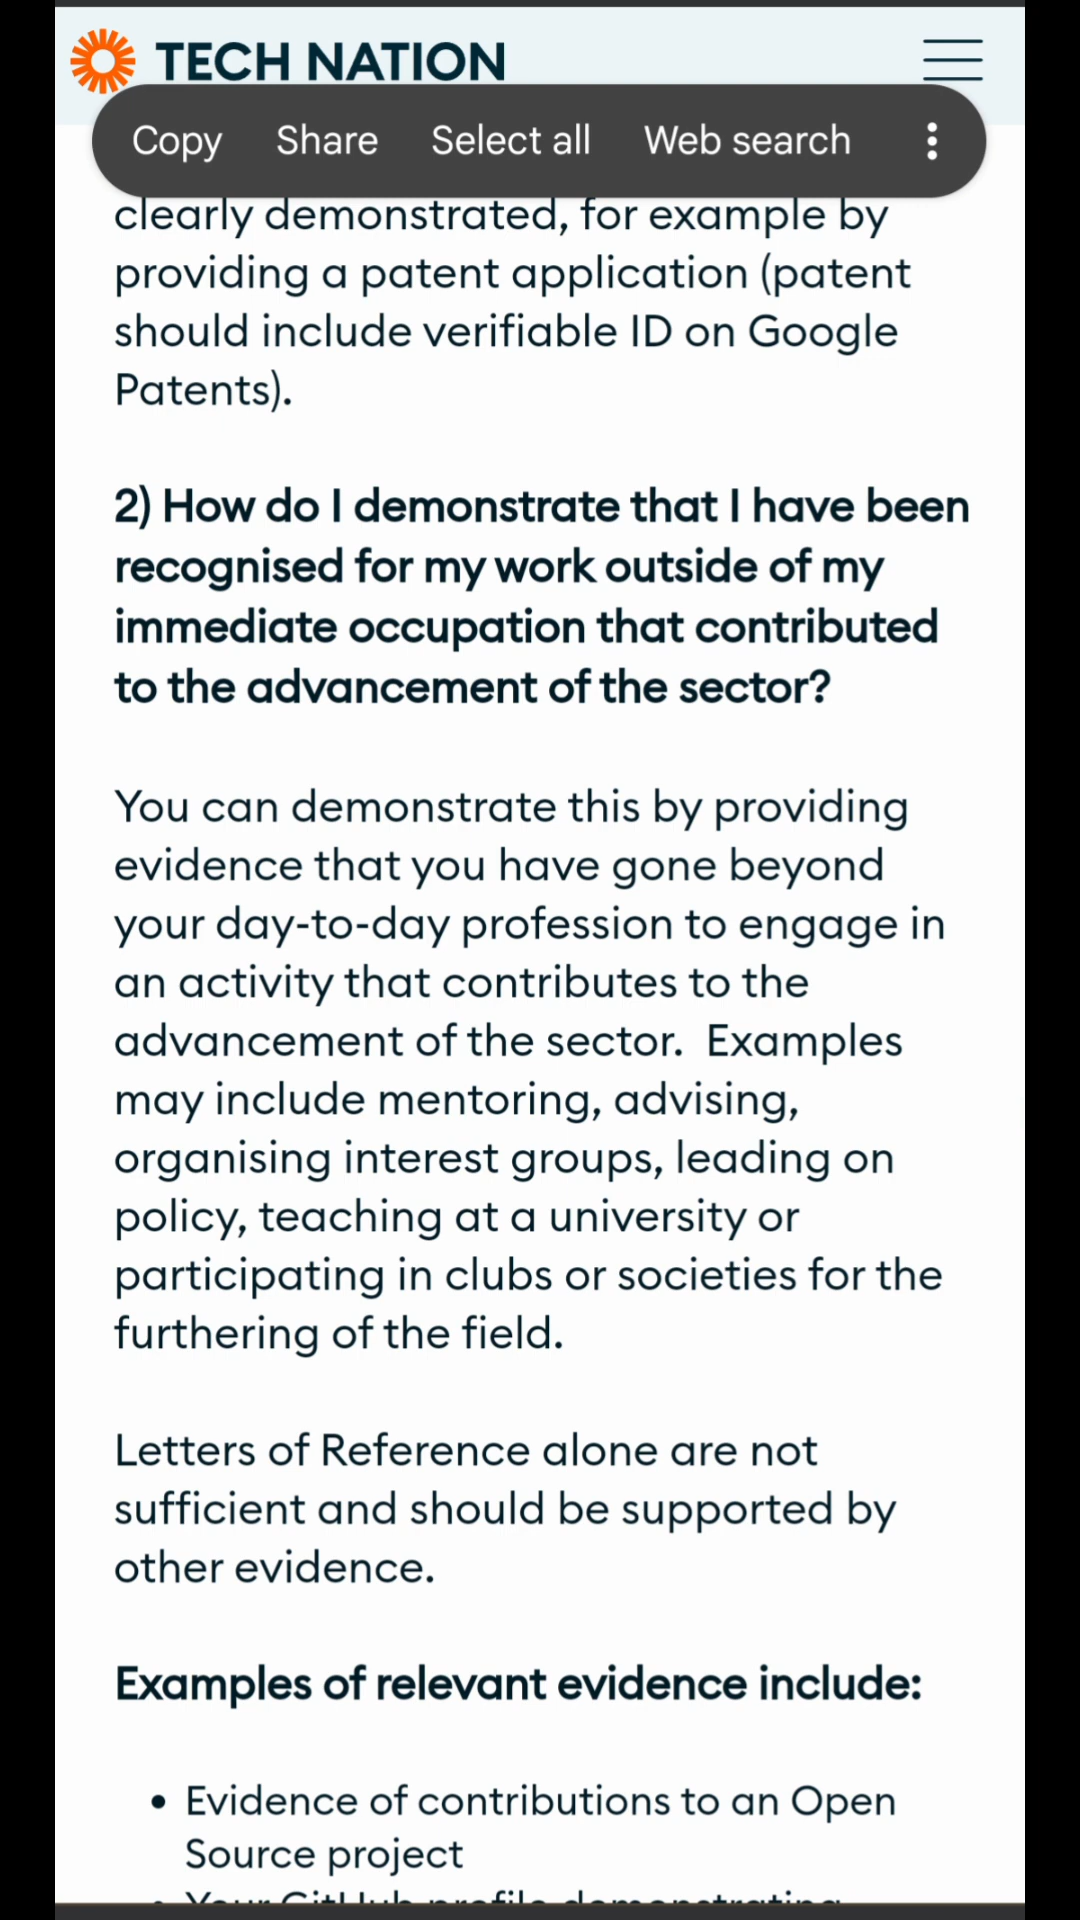 TECH NATION
Copy Share Select all Web search
clearly demonstrated, for example by
providing a patent application (patent
should include verifiable ID on Google
Patents).
2) How do I demonstrate that I have been
recognised for my work outside of my
immediate occupation that contributed
to the advancement of the sector?
You can demonstrate this by providing
evidence that you have gone beyond
your day-to-day profession to engage in
an activity that contributes to the
advancement of the sector.  Examples
may include mentoring, advising,
organising interest groups, leading on
policy, teaching at a university or
participating in clubs or societies for the
furthering of the field.
Letters of Reference alone are not
sufficient and should be supported by
other evidence.
Examples of relevant evidence include:
• Evidence of contributions to an Open
Source project
• Your GitHub profile demonstrating